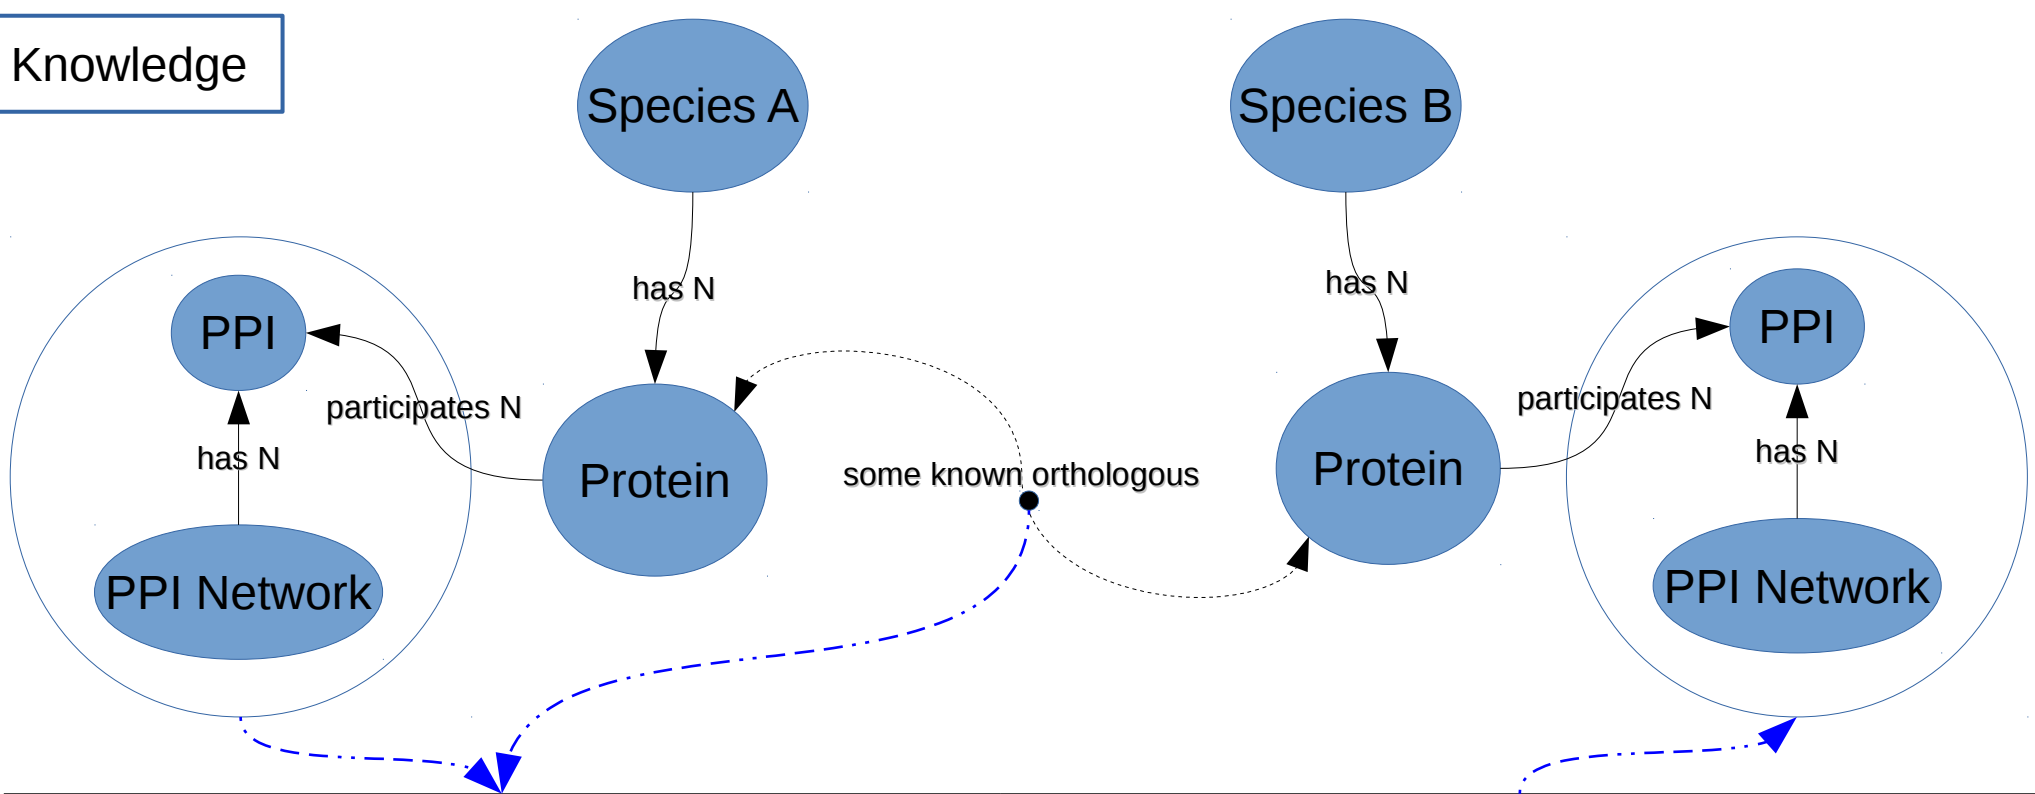 Knowledge
Species A
Species B
has N
has N
PPI
PPI
participates N
participates N
has N
has N
Protein
some known orthologous
Protein
PPI Network
PPI Network